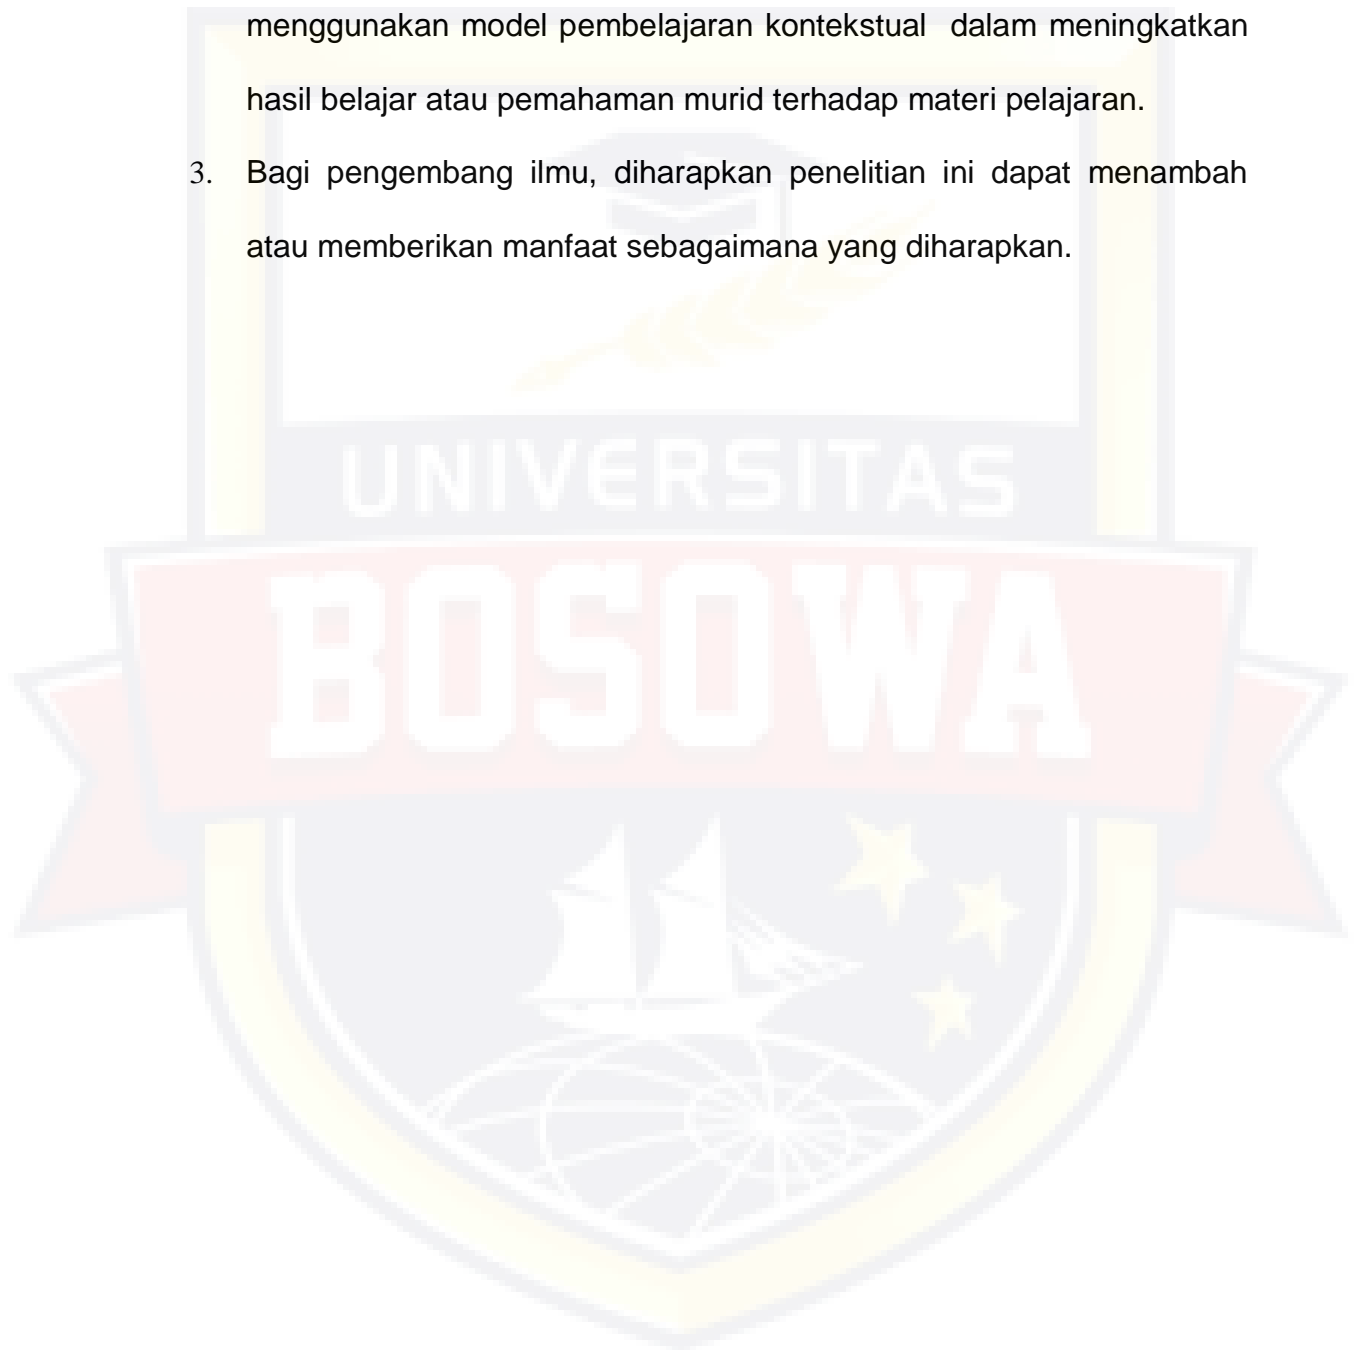 menggunakan model pembelajaran kontekstual dalam meningkatkan
hasil belajar atau pemahaman murid terhadap materi pelajaran.
3. Bagi pengembang ilmu, diharapkan penelitian ini dapat menambah
atau memberikan manfaat sebagaimana yang diharapkan.
UNIVERSITAS
BOSOWA